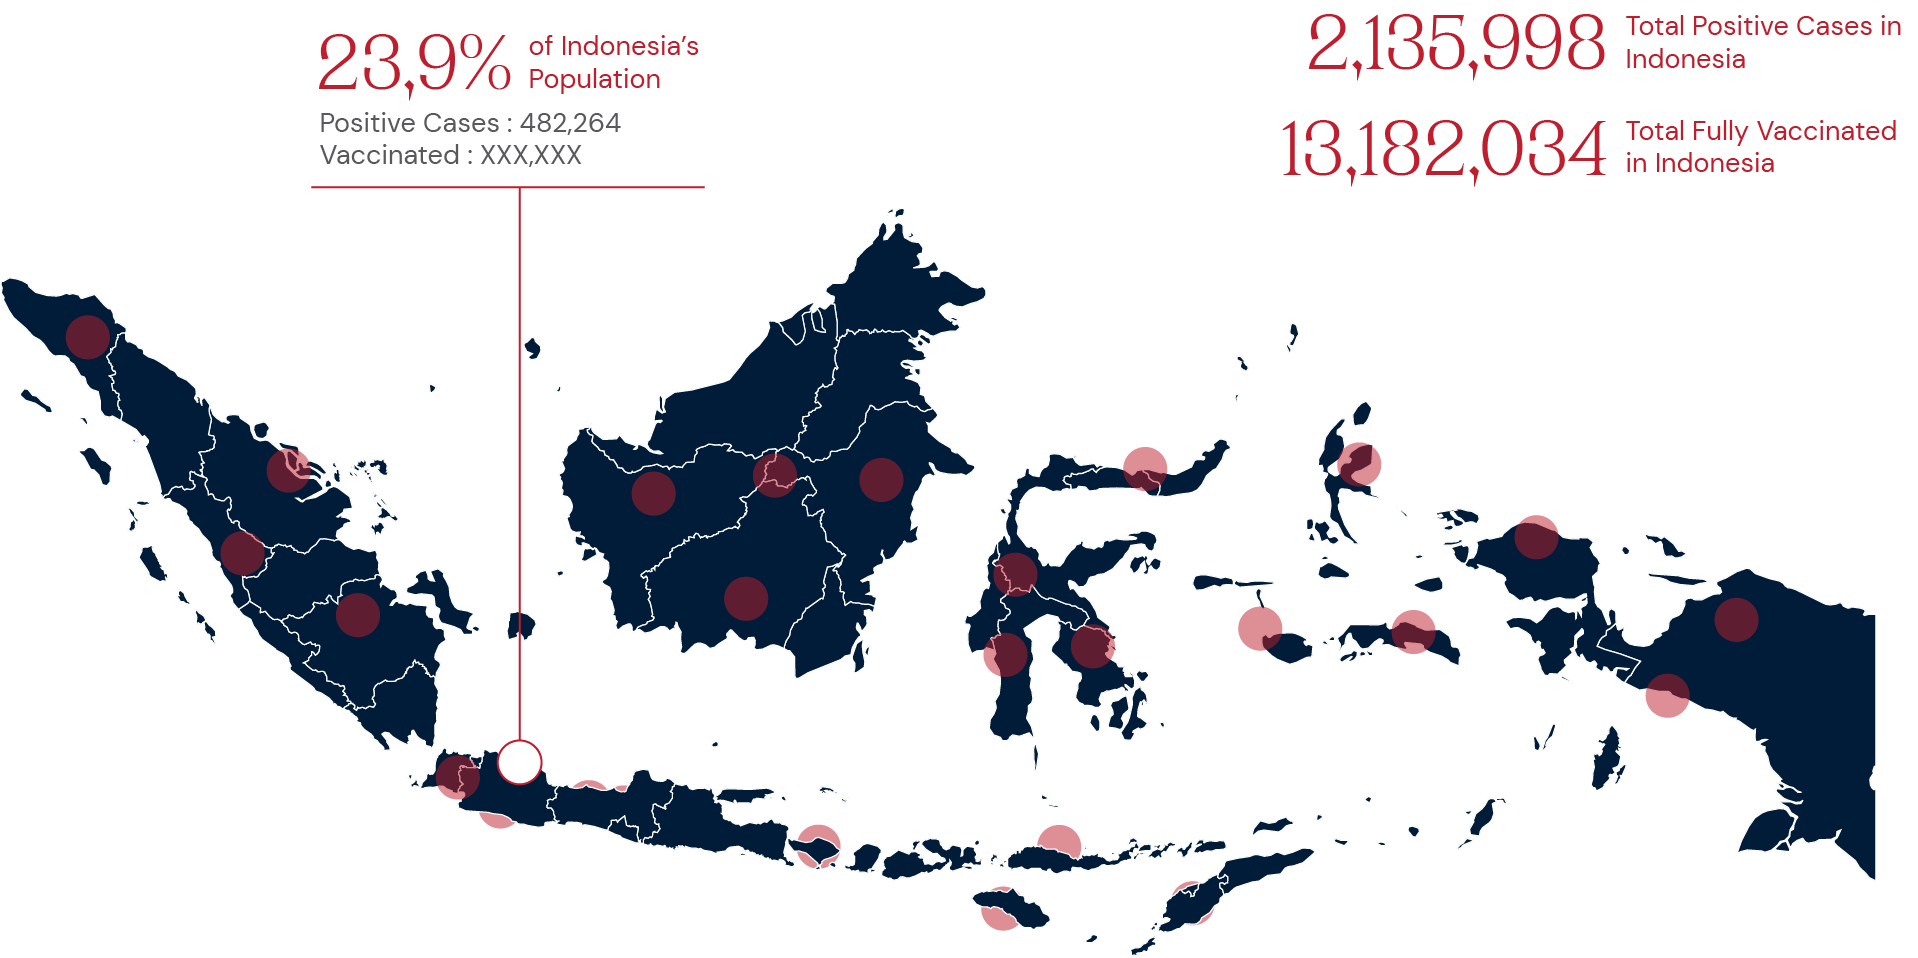 23,9%
of Indonesia’s
Population
Positive Cases : 482,264
Vaccinated : XXX,XXX
2,135,998
Total Positive Cases in
Indonesia
13,182,034
Total Fully Vaccinated
in Indonesia